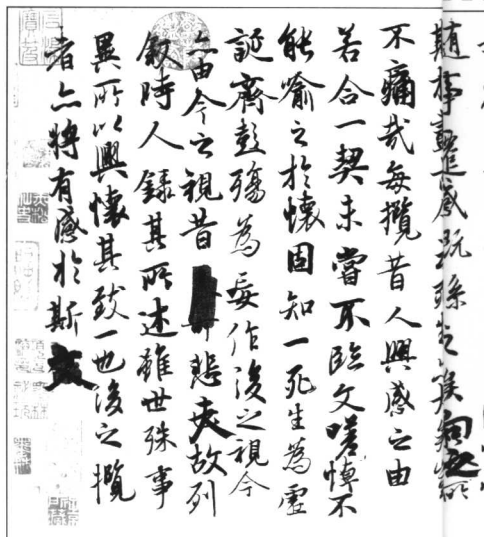 隨事遷感慨係之矣向之
不痛哉每攬昔人興感之由
若合一契未嘗不臨文嗟悼不
能喻之於懷固知一死生為虛
誕齊彭殤為妄作後之視今
亦由今之視昔悲夫故列
敘時人錄其所述雖世殊事
異所以興懷其致一也後之攬
者亦將有感於斯文